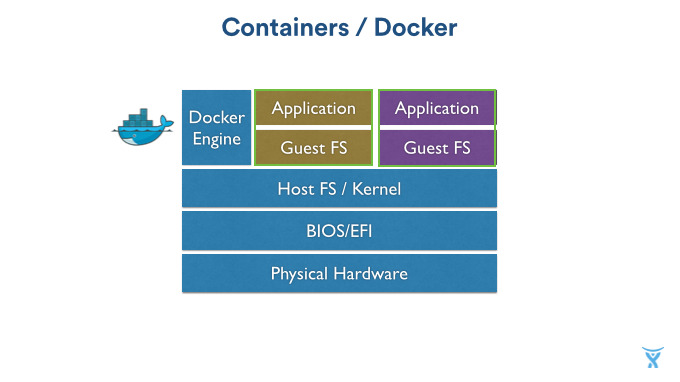 Containers / Docker
Docker
Engine
Application
Application
Guest FS
Guest FS
Host FS / Kernel
BIOS/EFI
Physical Hardware